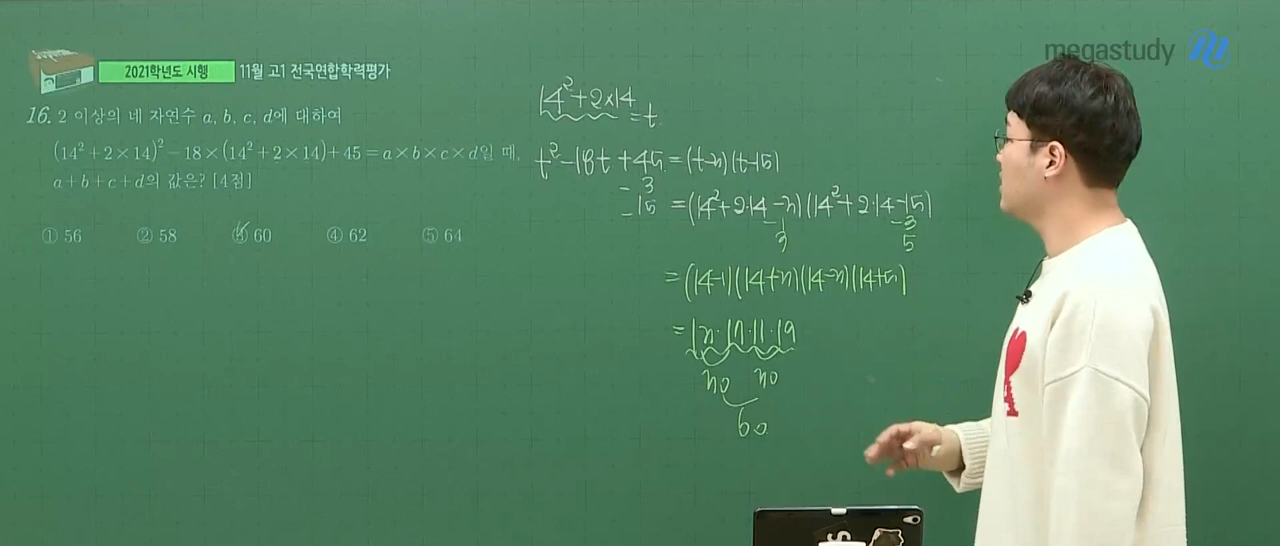 megastudy
2021학년도 시행 11월 고1 전국연합학력평가
16. 2 이상의 네 자연수 a, b, c, d에 대하여
(14²+2×14)²-18×(14²+2×14)+45=a×b×c×d일 때,
a+b+c+d의 값은? [4점]
① 56 ② 58 ③ 60 ④ 62 ⑤ 64
14²+2×14 = t
t²-18t+45=(t-3)(t-15)
-3
-15 =(14²+2·14-3)(14²+2·14-15)
-1 -3
3 5
=(14-1)(14+3)(14-3)(14+5)
=13·17·11·19
30 30
60